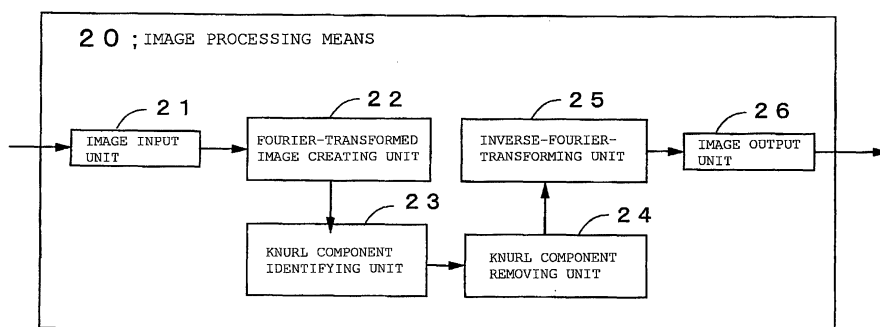 20 ; IMAGE PROCESSING MEANS
21
IMAGE INPUT
UNIT
22
FOURIER-TRANSFORMED
IMAGE CREATING UNIT
23
KNURL COMPONENT
IDENTIFYING UNIT
24
KNURL COMPONENT
REMOVING UNIT
25
INVERSE-FOURIER-
TRANSFORMING UNIT
26
IMAGE OUTPUT
UNIT